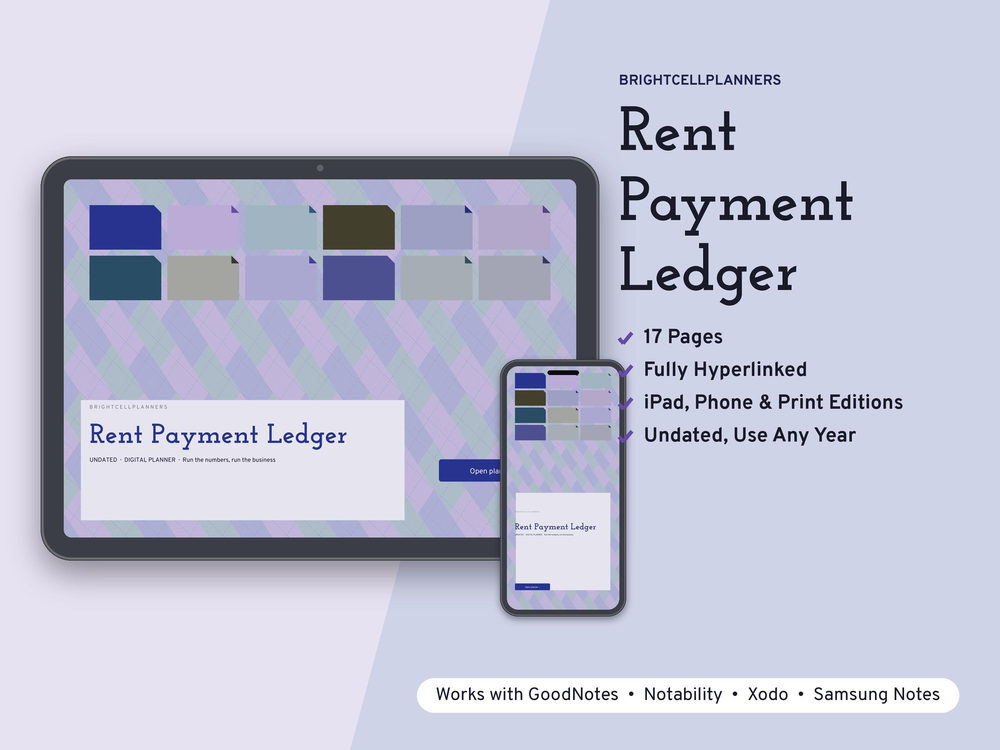 BRIGHTCELLPLANNERS
Rent
Payment
Ledger
17 Pages
Fully Hyperlinked
iPad, Phone & Print Editions
Undated, Use Any Year
BRIGHTCELLPLANNERS
Rent Payment Ledger
UNDATED · DIGITAL PLANNER · Run the numbers, run the business
Open
Rent Payment Ledger
Works with GoodNotes • Notability • Xodo • Samsung Notes